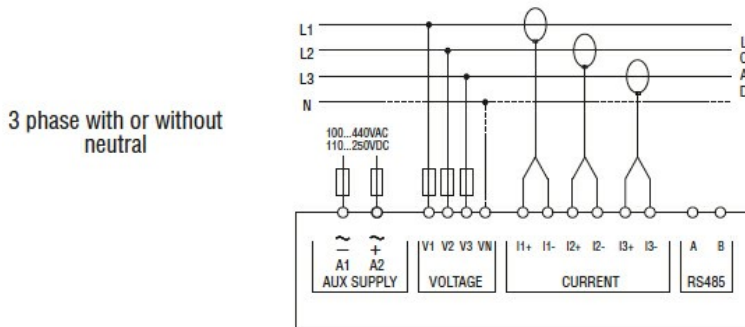 3 phase with or without
neutral
L1
L2
L3
N
L
O
A
D
100...440VAC
110...250VDC
V1 V2 V3 VN I1+ I1- I2+ I2- I3+ I3- A B
~ ~
– +
A1 A2
AUX SUPPLY VOLTAGE CURRENT RS485